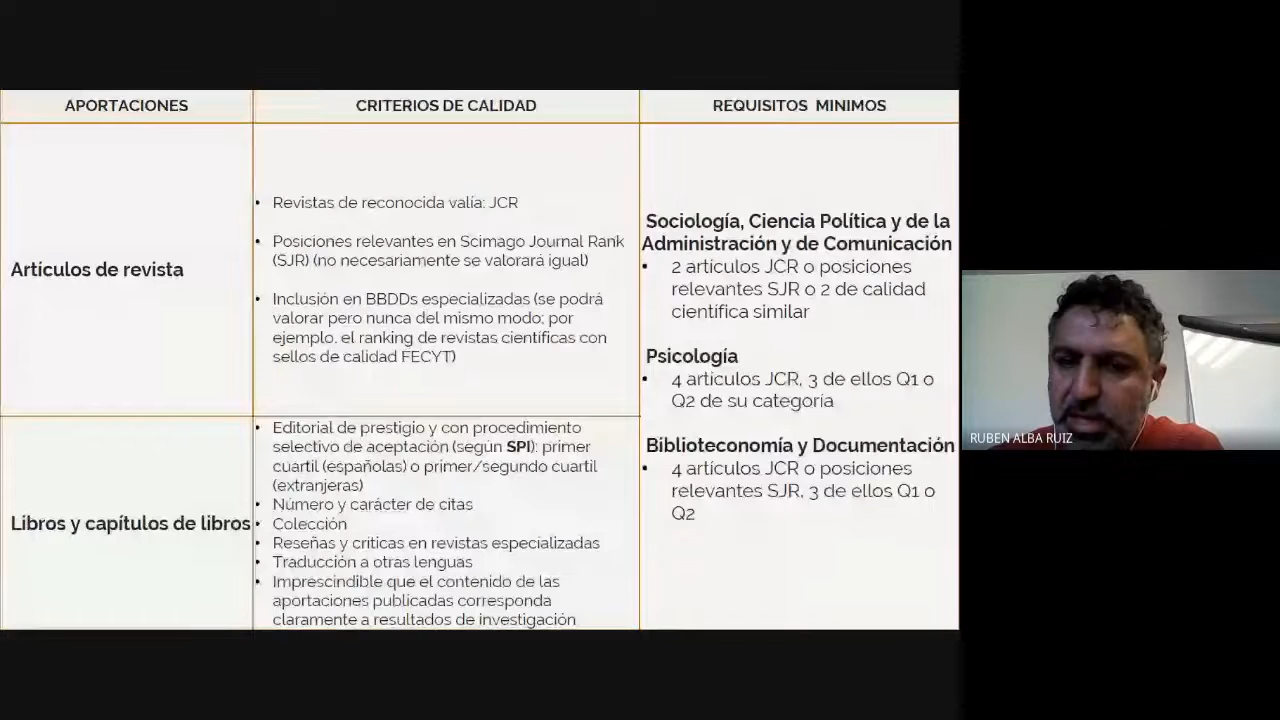 APORTACIONES
CRITERIOS DE CALIDAD
REQUISITOS MINIMOS
Artículos de revista
• Revistas de reconocida valía: JCR
• Posiciones relevantes en Scimago Journal Rank
(SJR) (no necesariamente se valorará igual)
• Inclusión en BBDDs especializadas (se podrá
valorar pero nunca del mismo modo; por
ejemplo, el ranking de revistas científicas con
sellos de calidad FECYT)
Libros y capítulos de libros
• Editorial de prestigio y con procedimiento
selectivo de aceptación (según SPI): primer
cuartil (españolas) o primer/segundo cuartil
(extranjeras)
• Número y carácter de citas
• Colección
• Reseñas y críticas en revistas especializadas
• Traducción a otras lenguas
• Imprescindible que el contenido de las
aportaciones publicadas corresponda
claramente a resultados de investigación
Sociología, Ciencia Política y de la
Administración y de Comunicación
• 2 artículos JCR o posiciones
relevantes SJR o 2 de calidad
científica similar
Psicología
• 4 artículos JCR, 3 de ellos Q1 o
Q2 de su categoría
Biblioteconomía y Documentación
• 4 artículos JCR o posiciones
relevantes SJR, 3 de ellos Q1 o
Q2
RUBEN ALBA RUIZ